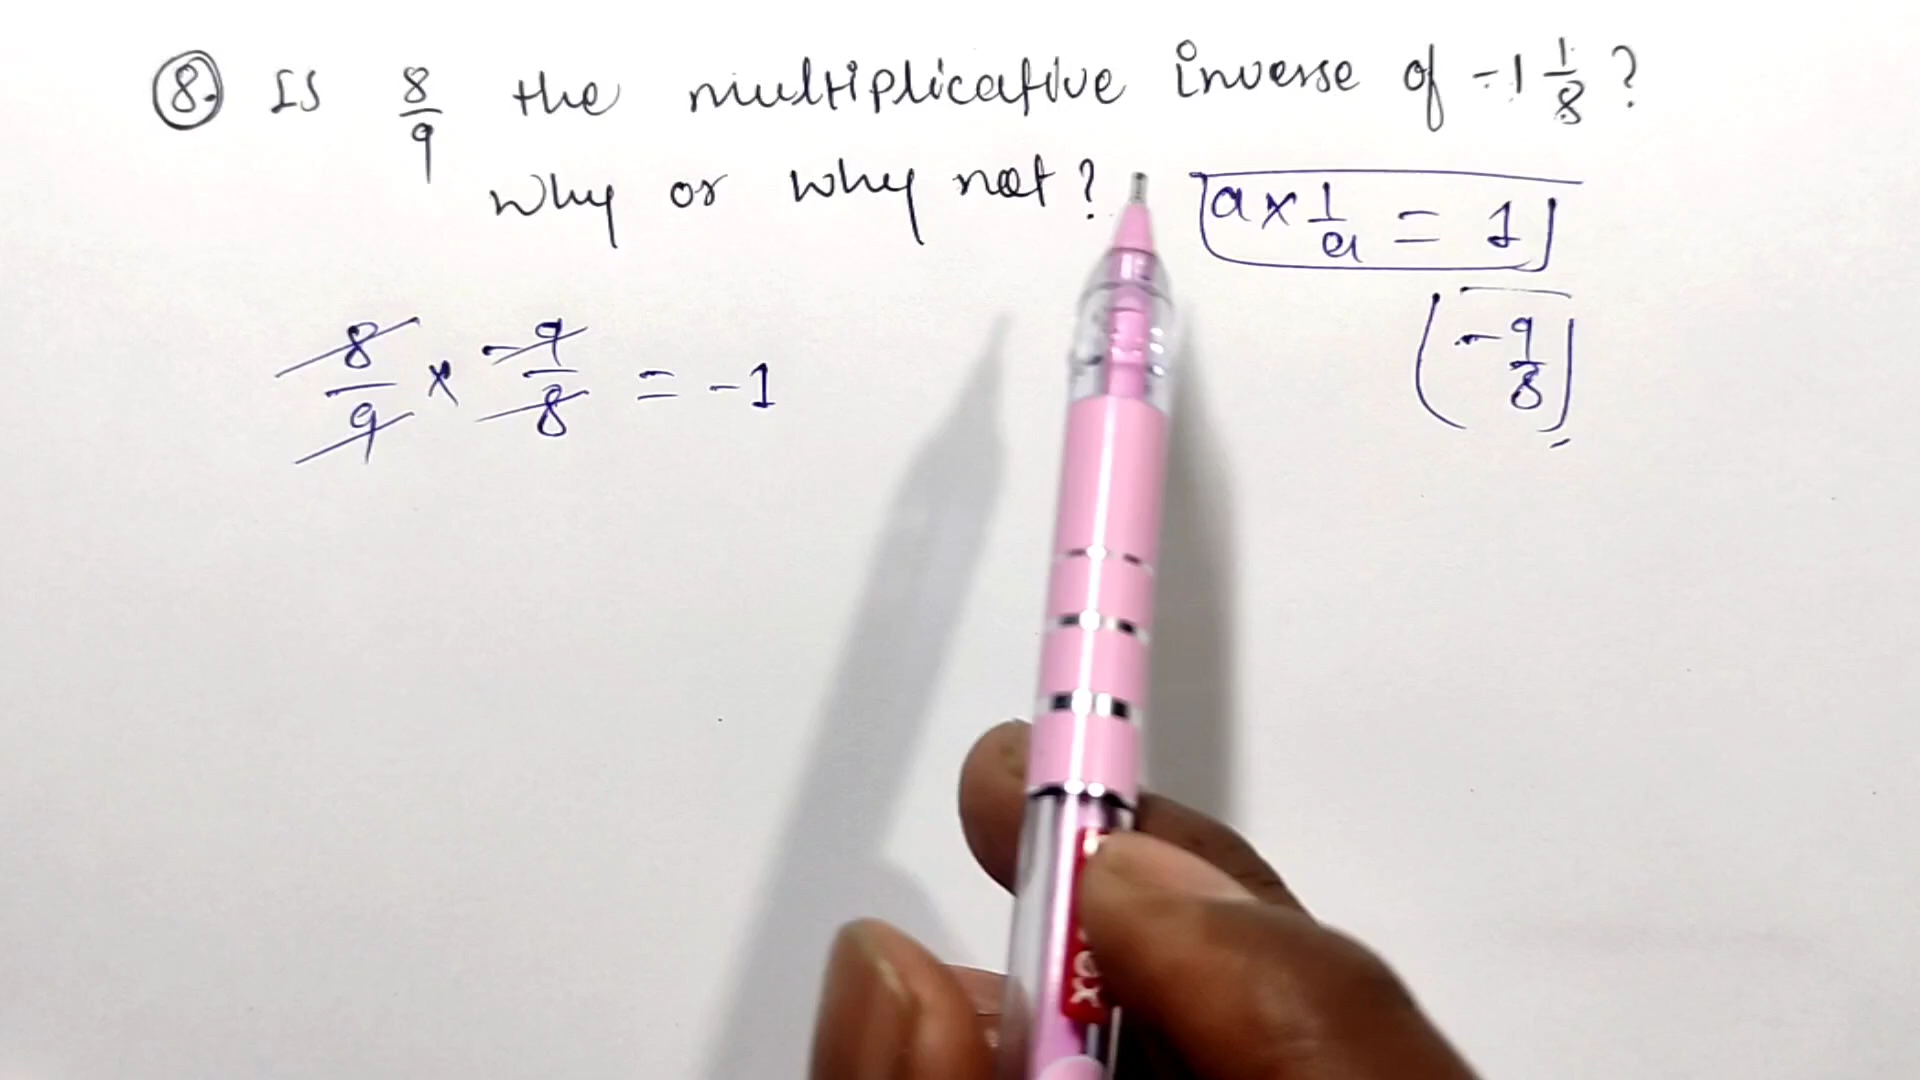 8. Is 8/9 the multiplicative inverse of -1 1/8 ?
Why or why not?
a × 1/a = 1
(-9/8)
8/9 × -9/8 = -1